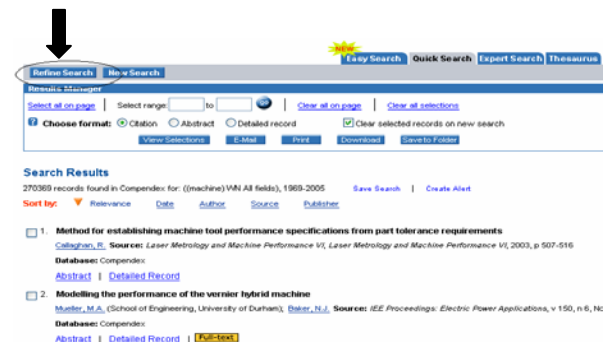 NEW
Easy Search Quick Search Expert Search Thesaurus
Refine Search New Search
Results Manager
Select all on page | Select range: to Go | Clear all on page | Clear all selections
? Choose format: Citation Abstract Detailed record Clear selected records on new search
View Selections E-Mail Print Download Save to Folder
Search Results
270369 records found in Compendex for: ((machine) WN All fields), 1969-2005 Save Search | Create Alert
Sort by: Relevance Date Author Source Publisher
1. Method for establishing machine tool performance specifications from part tolerance requirements
Callaghan, R. Source: Laser Metrology and Machine Performance VI, Laser Metrology and Machine Performance VI, 2003, p 507-516
Database: Compendex
Abstract | Detailed Record
2. Modelling the performance of the vernier hybrid machine
Mueller, M.A. (School of Engineering, University of Durham); Baker, N.J. Source: IEE Proceedings: Electric Power Applications, v 150, n 6, No
Database: Compendex
Abstract | Detailed Record | Full-text